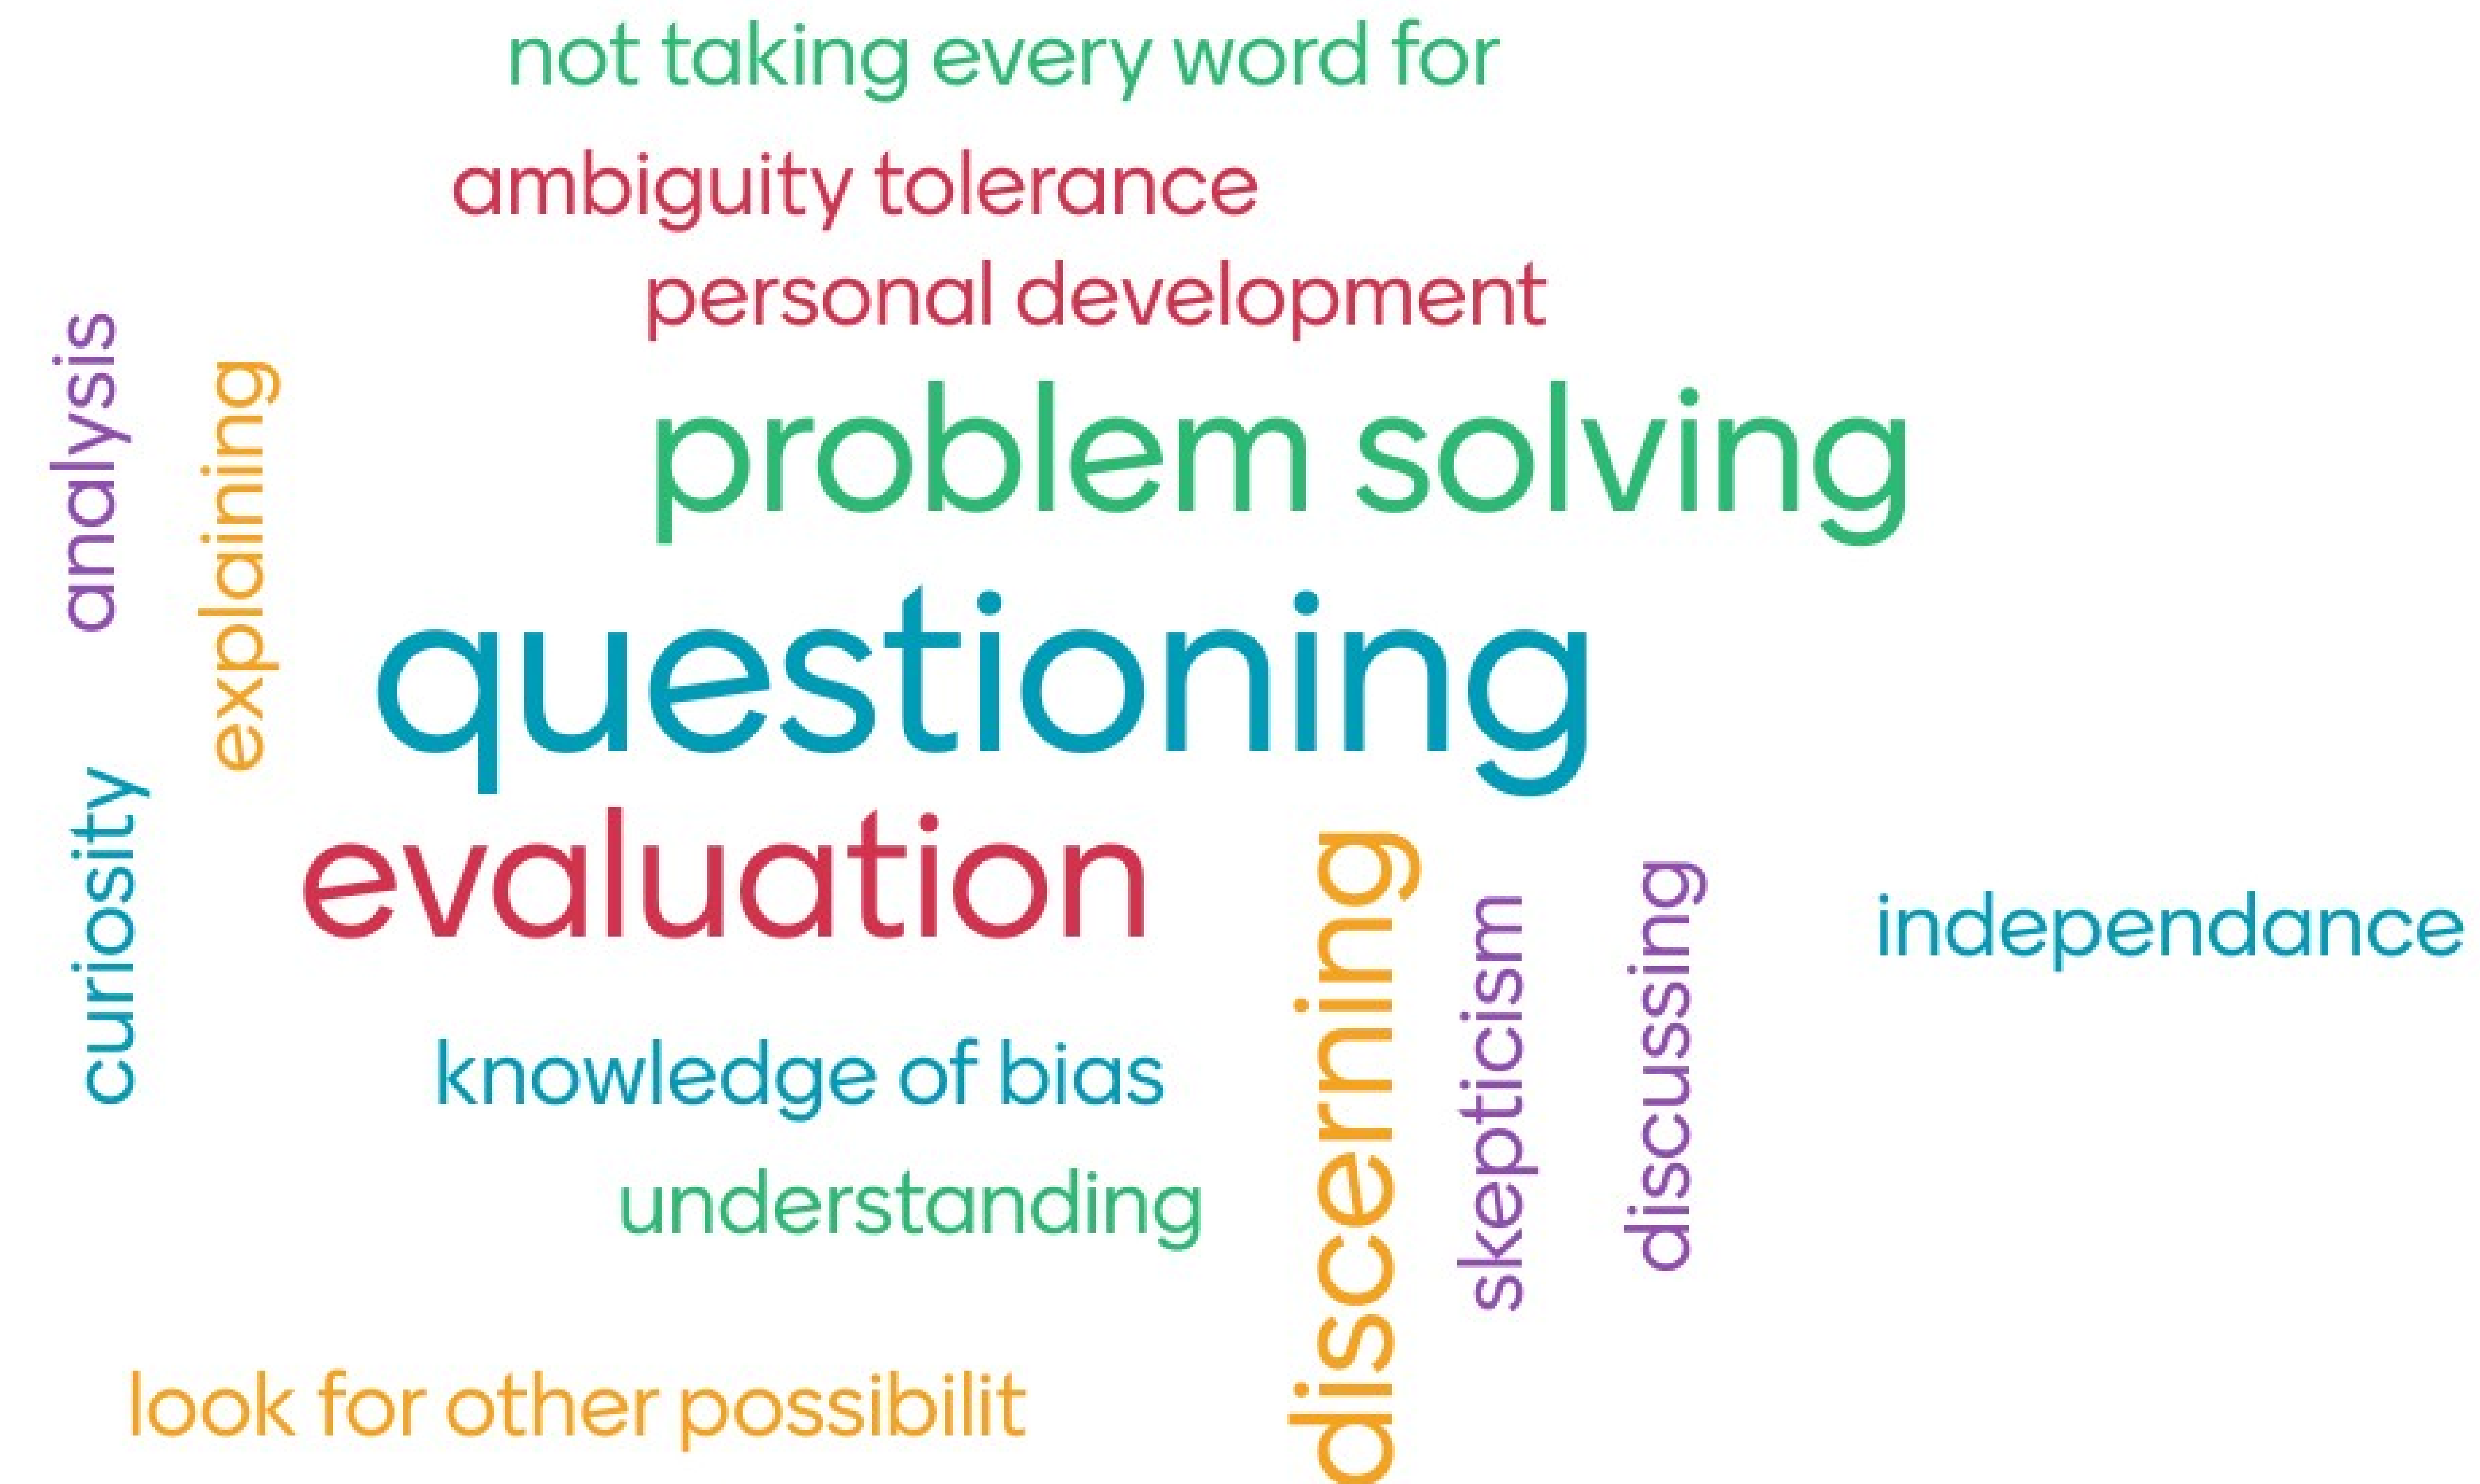 not taking every word for
ambiguity tolerance
personal development
analysis
explaining
problem solving
questioning
curiosity
evaluation
discerning
skepticism
discussing
independance
knowledge of bias
understanding
look for other possibilit